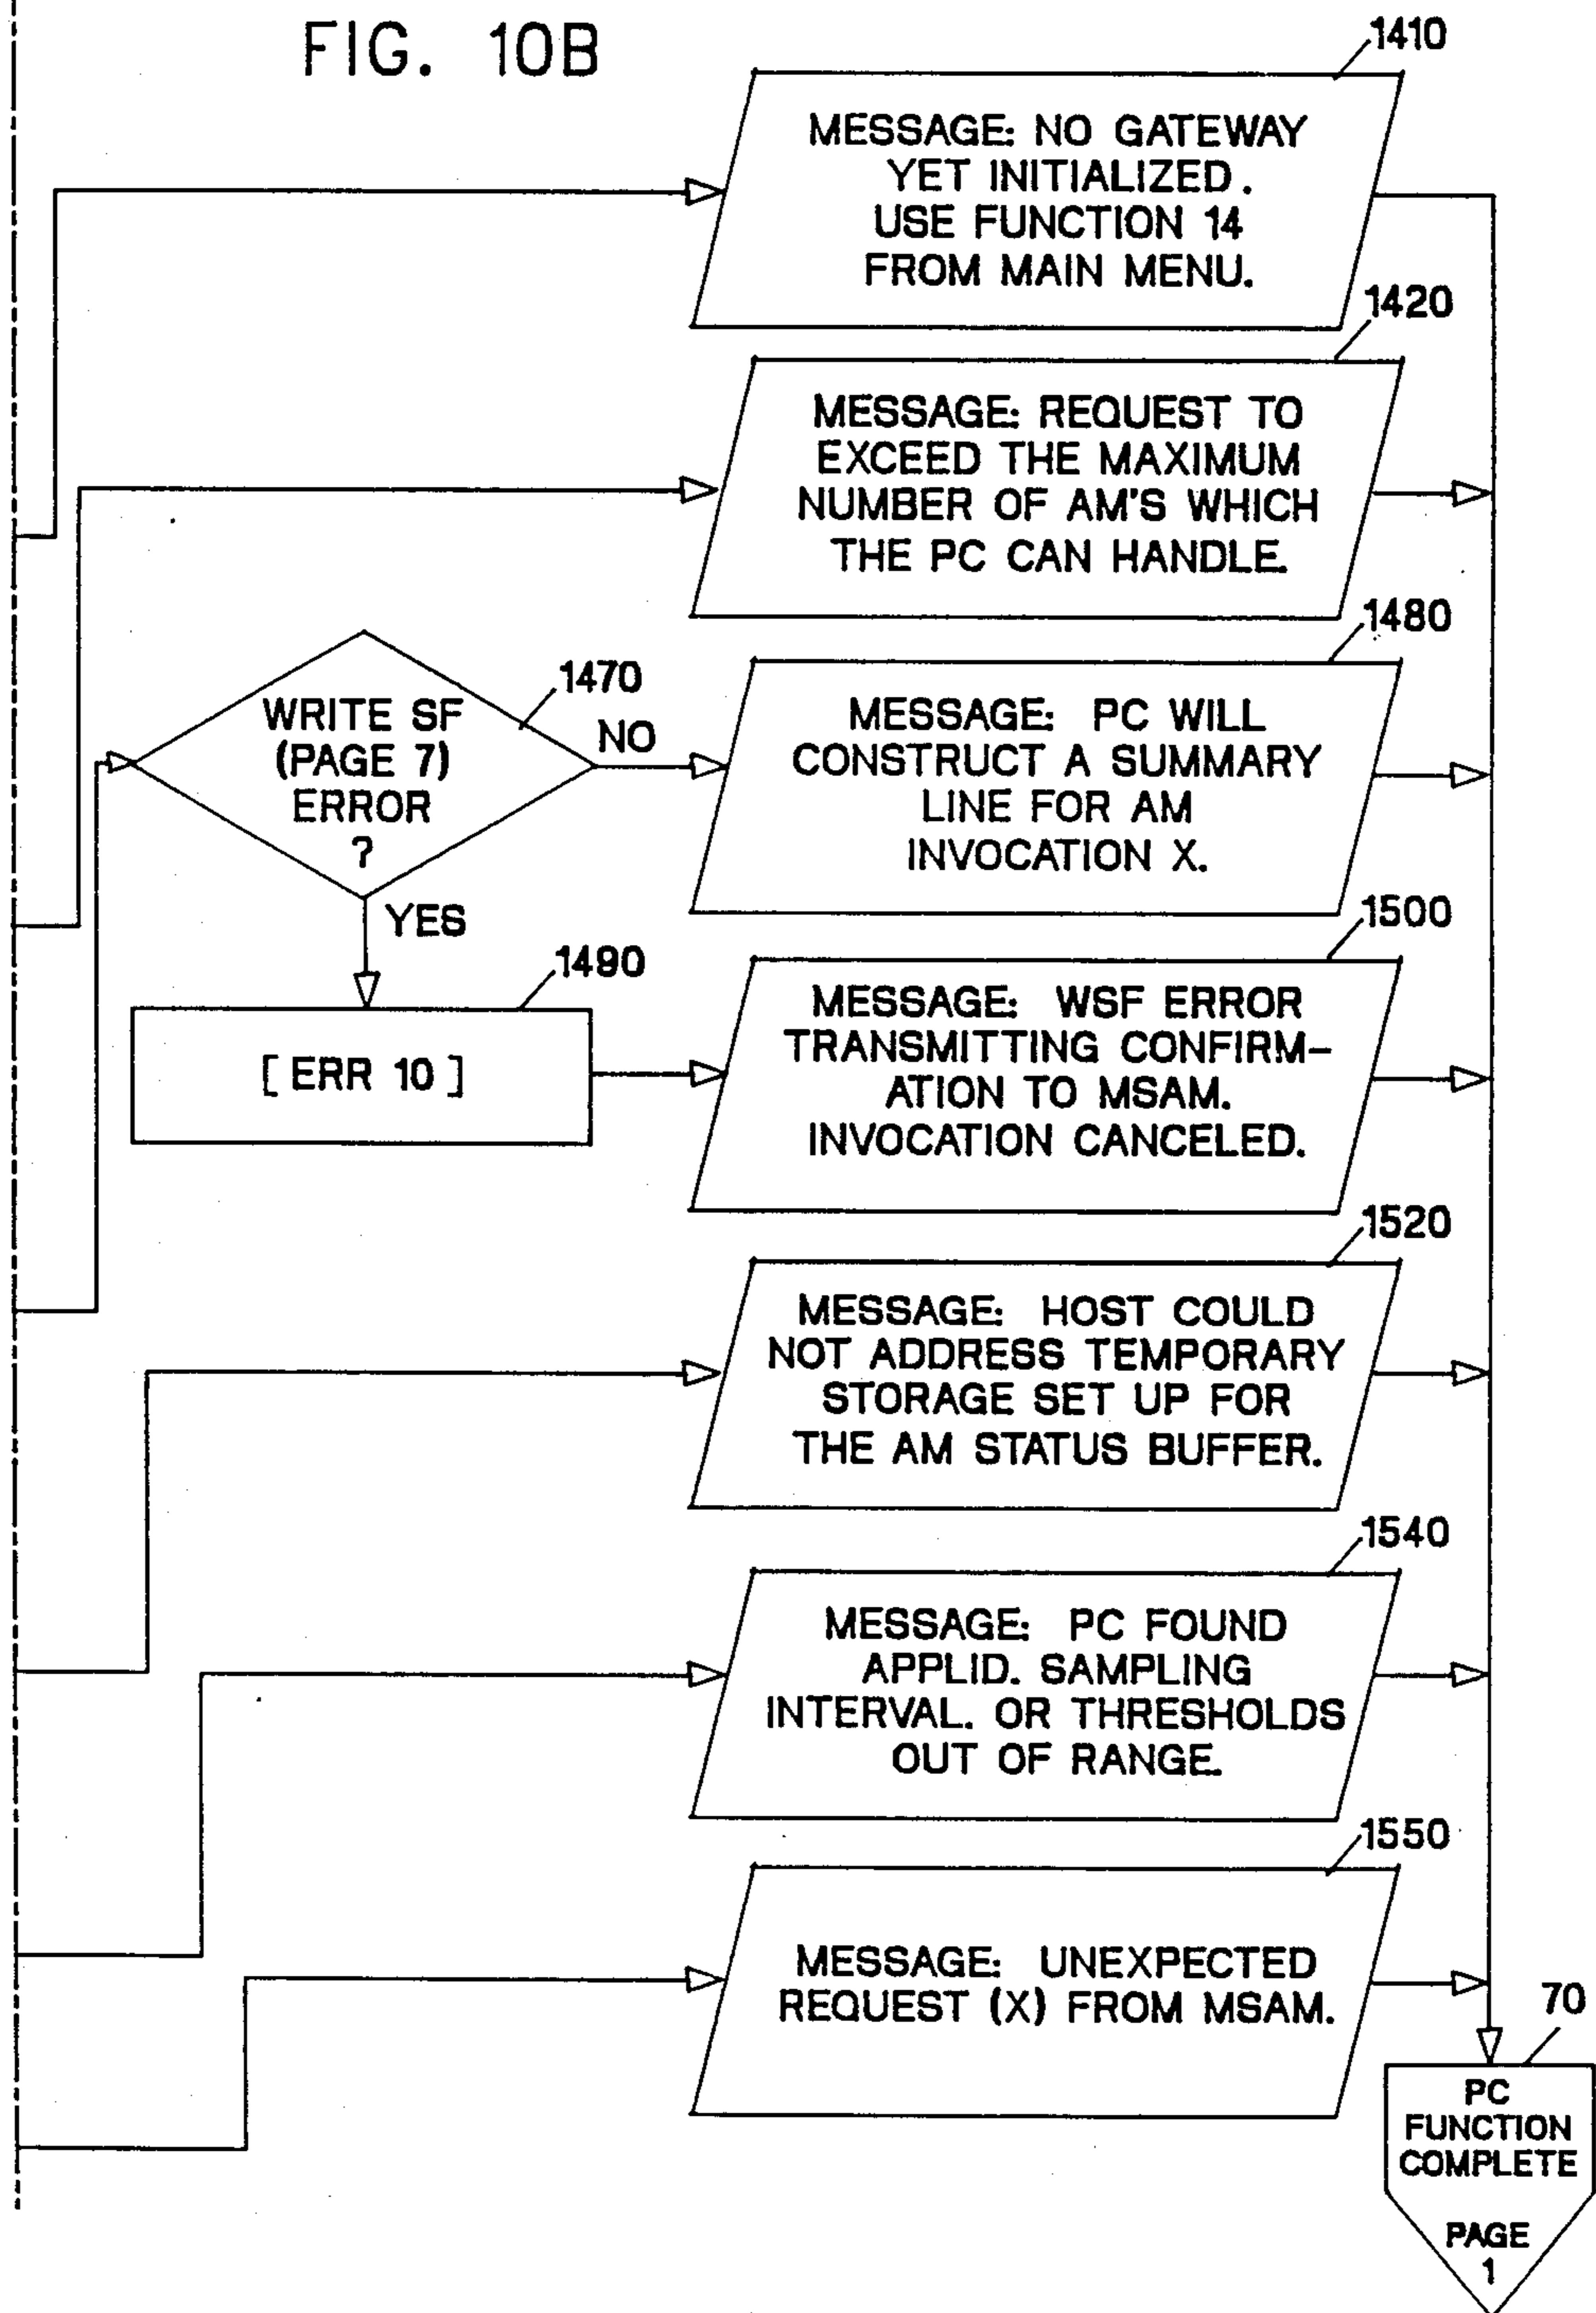 FIG. 10B
1410
MESSAGE: NO GATEWAY
YET INITIALIZED.
USE FUNCTION 14
FROM MAIN MENU.
1420
MESSAGE: REQUEST TO
EXCEED THE MAXIMUM
NUMBER OF AM'S WHICH
THE PC CAN HANDLE.
1470
WRITE SF
(PAGE 7)
ERROR
?
NO
YES
1480
MESSAGE: PC WILL
CONSTRUCT A SUMMARY
LINE FOR AM
INVOCATION X.
1490
[ ERR 10 ]
1500
MESSAGE: WSF ERROR
TRANSMITTING CONFIRM-
ATION TO MSAM.
INVOCATION CANCELED.
1520
MESSAGE: HOST COULD
NOT ADDRESS TEMPORARY
STORAGE SET UP FOR
THE AM STATUS BUFFER.
1540
MESSAGE: PC FOUND
APPLID. SAMPLING
INTERVAL. OR THRESHOLDS
OUT OF RANGE.
1550
MESSAGE: UNEXPECTED
REQUEST (X) FROM MSAM.
70
PC
FUNCTION
COMPLETE
PAGE
1